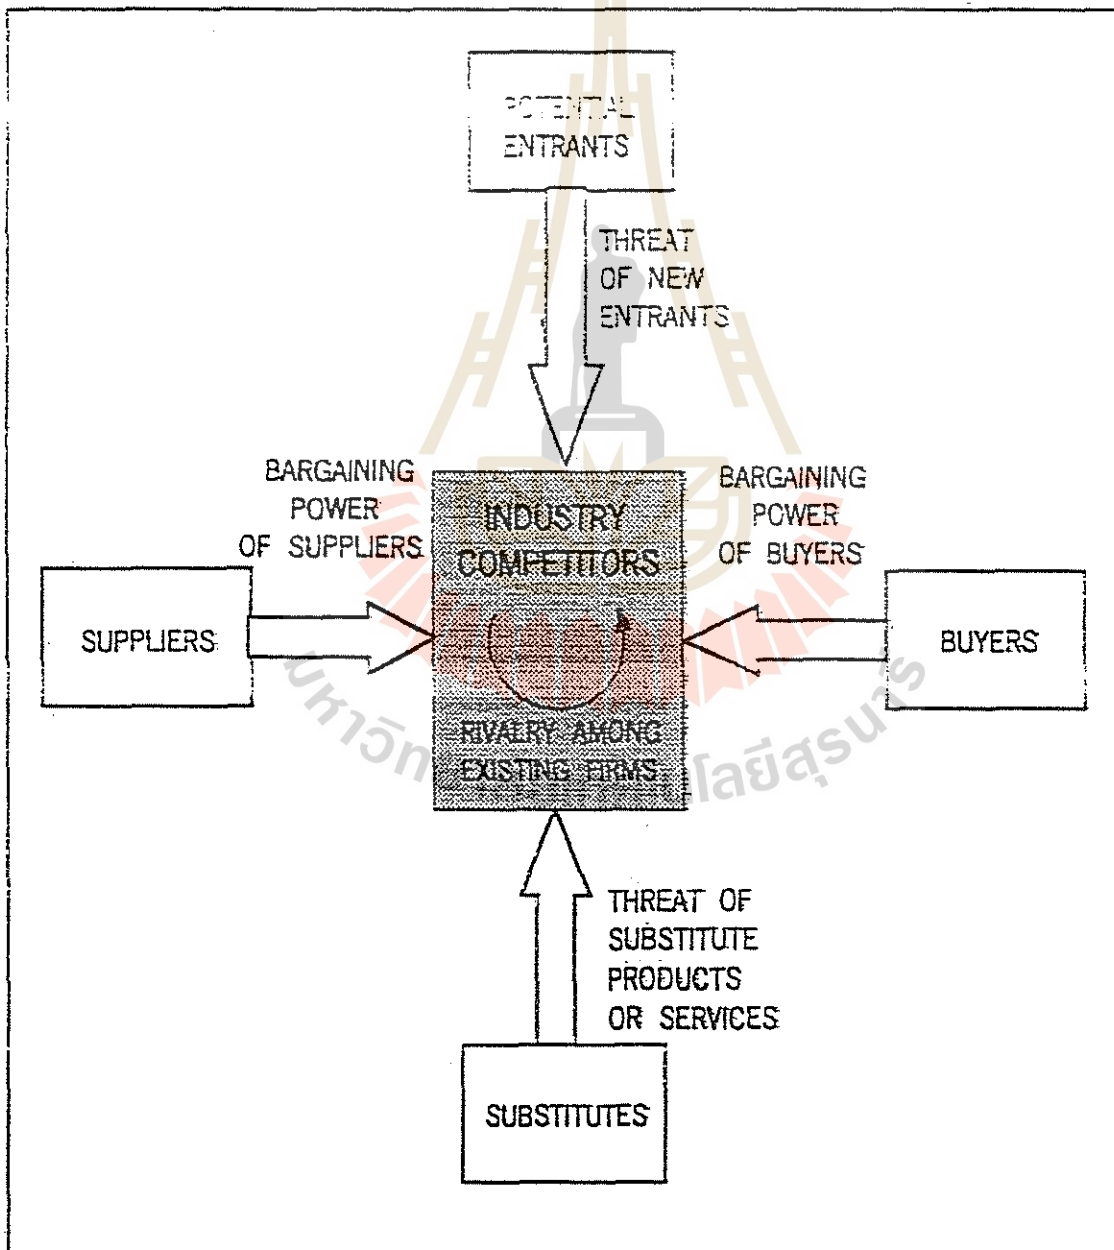 POTENTIAL
ENTRANTS
THREAT
OF NEW
ENTRANTS
BARGAINING
POWER
OF SUPPLIERS
INDUSTRY
COMPETITORS
BARGAINING
POWER
OF BUYERS
SUPPLIERS
BUYERS
RIVALRY AMONG
EXISTING FIRMS
THREAT OF
SUBSTITUTE
PRODUCTS
OR SERVICES
SUBSTITUTES